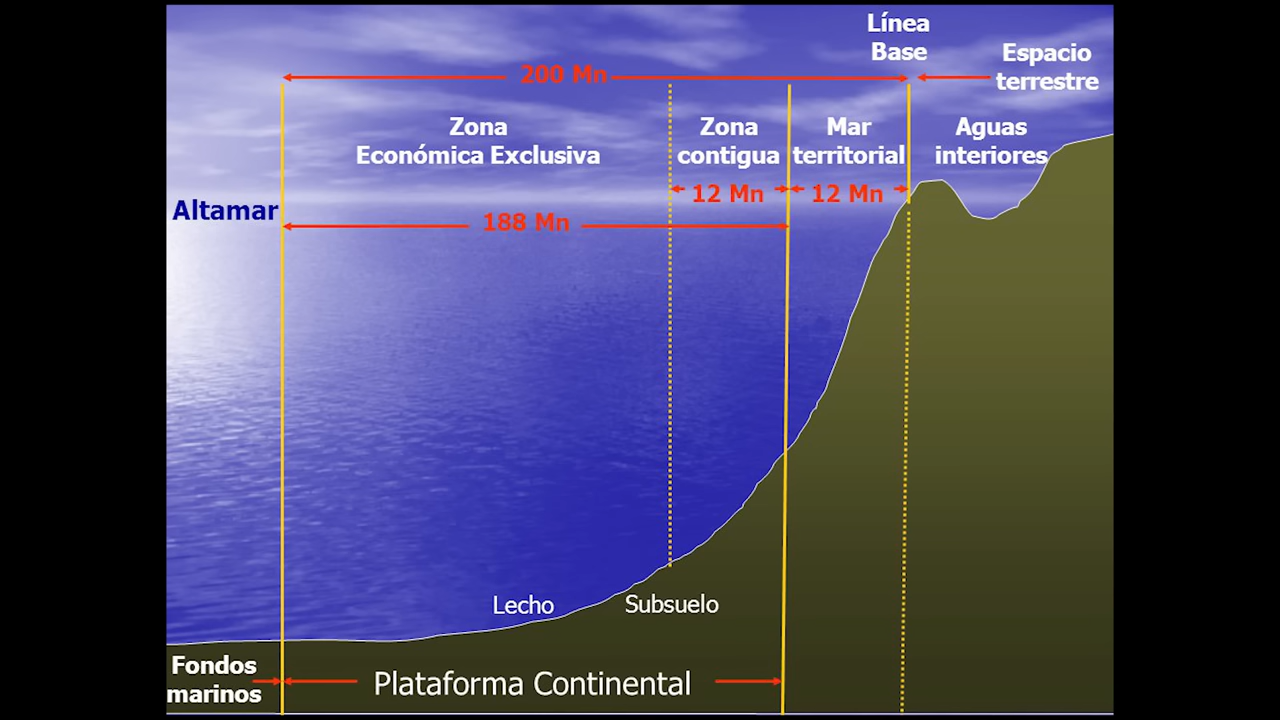 Línea
Base
Espacio
terrestre
200 Mn
Zona
Económica Exclusiva
Zona
contigua
Mar
territorial
Aguas
interiores
12 Mn
12 Mn
Altamar
188 Mn
Lecho
Subsuelo
Fondos
marinos
Plataforma Continental